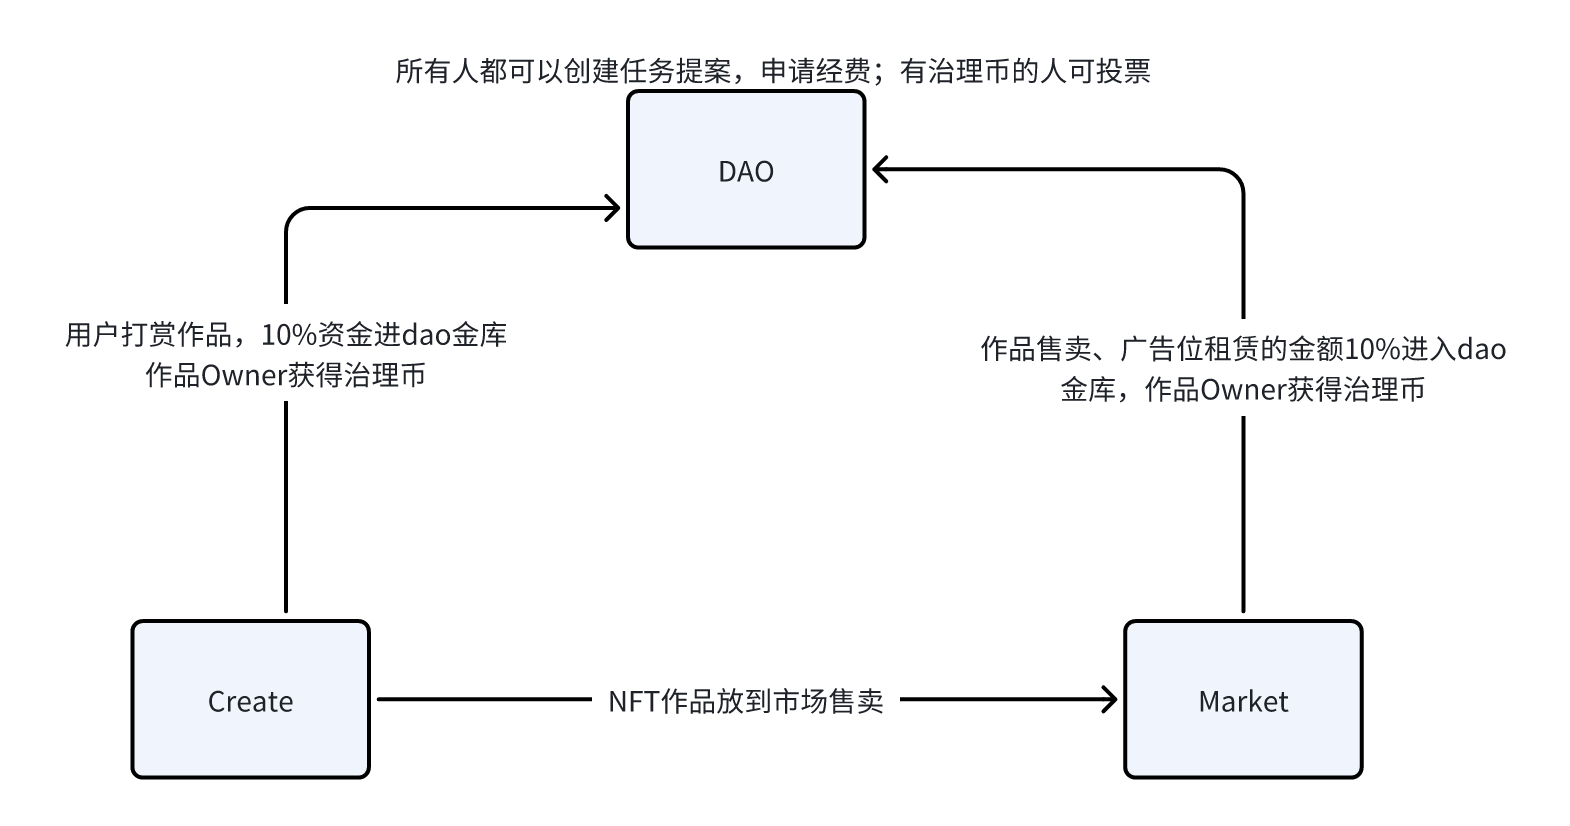 所有人都可以创建任务提案，申请经费；有治理币的人可投票
DAO
用户打赏作品，10%资金进dao金库
作品Owner获得治理币
作品售卖、广告位租赁的金额10%进入dao
金库，作品Owner获得治理币
Create
NFT作品放到市场售卖
Market